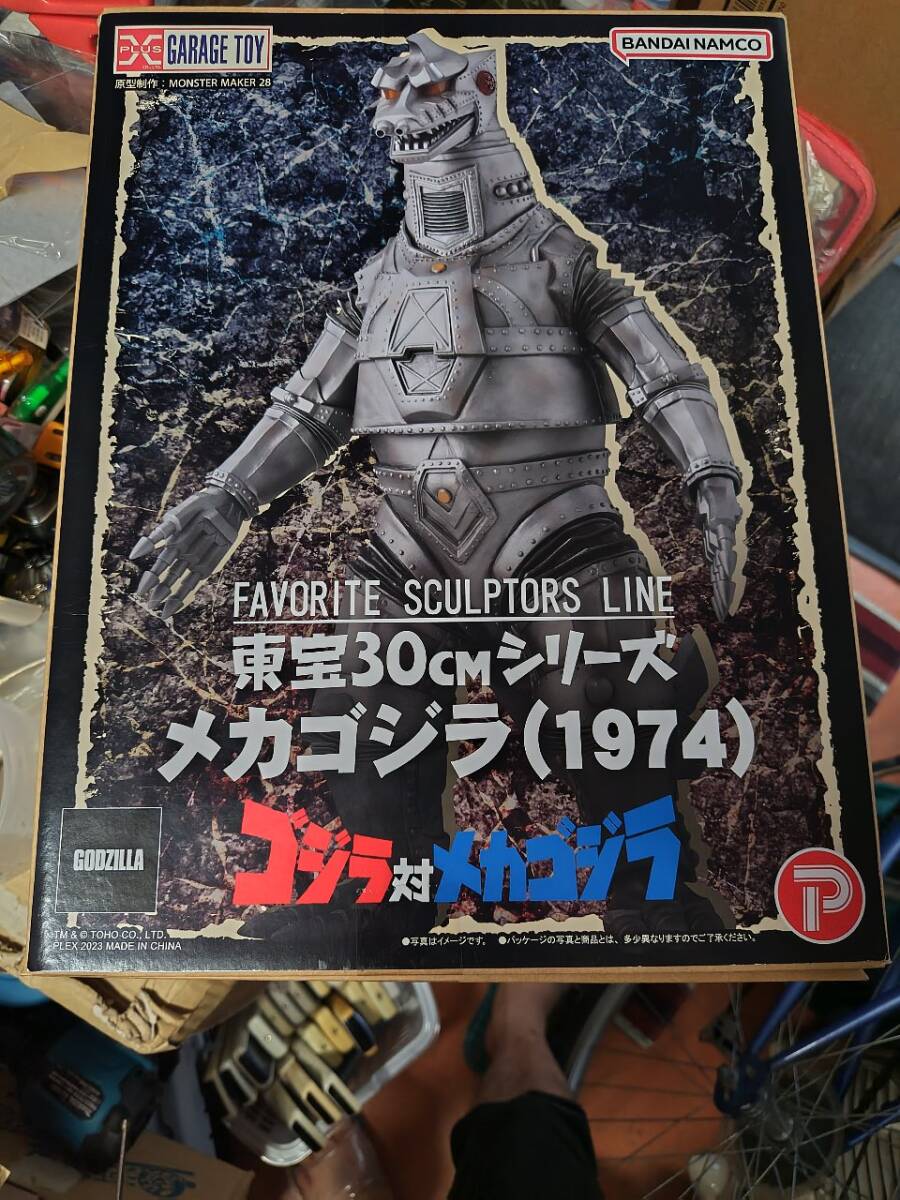 X PLUS
GARAGE TOY
BANDAI NAMCO
原型制作：MONSTER MAKER 28
FAVORITE SCULPTORS LINE
東宝30CMシリーズ
メカゴジラ(1974)
ゴジラ対メカゴジラ
GODZILLA
P
TM & © TOHO CO., LTD.
PLEX 2023 MADE IN CHINA
●写真はイメージです。 ●パッケージの写真と商品とは、多少異なりますのでご了承ください。